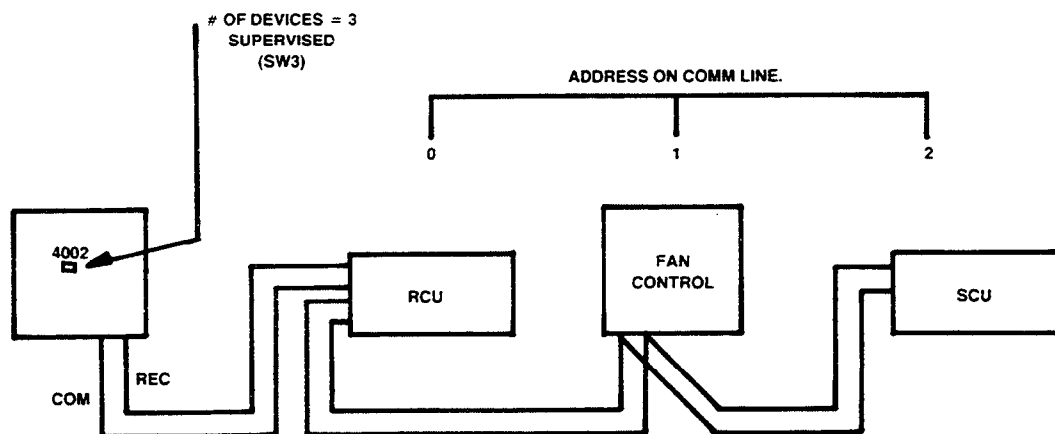 # OF DEVICES = 3
SUPERVISED
(SW3)
ADDRESS ON COMM LINE.
0
1
2
4002
RCU
FAN
CONTROL
SCU
REC
COM